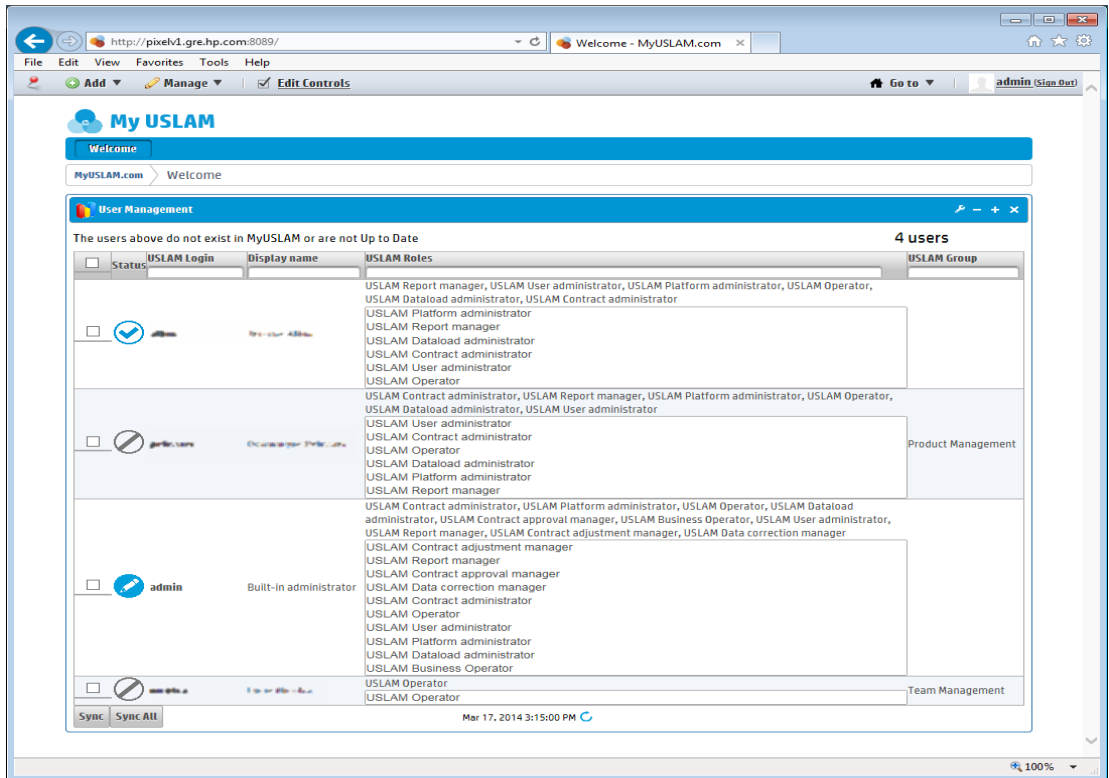 http://pixelv1.gre.hp.com:8089/
Welcome - MyUSLAM.com
File Edit View Favorites Tools Help
Add Manage Edit Controls Go to admin (Sign Out)
My USLAM
Welcome
MyUSLAM.com Welcome
User Management
The users above do not exist in MyUSLAM or are not Up to Date 4 users
Status USLAM Login Display name USLAM Roles USLAM Group
USLAM Report manager, USLAM User administrator, USLAM Platform administrator, USLAM Operator,
USLAM Dataload administrator, USLAM Contract administrator
USLAM Platform administrator
USLAM Report manager
USLAM Dataload administrator
USLAM Contract administrator
USLAM User administrator
USLAM Operator
USLAM Contract administrator, USLAM Report manager, USLAM Platform administrator, USLAM Operator,
USLAM Dataload administrator, USLAM User administrator
USLAM User administrator
USLAM Contract administrator
USLAM Operator
USLAM Dataload administrator
USLAM Platform administrator
USLAM Report manager
Product Management
USLAM Contract administrator, USLAM Platform administrator, USLAM Operator, USLAM Dataload
administrator, USLAM Contract approval manager, USLAM Business Operator, USLAM User administrator,
USLAM Report manager, USLAM Contract adjustment manager, USLAM Data correction manager
admin Built-in administrator
USLAM Contract adjustment manager
USLAM Report manager
USLAM Contract approval manager
USLAM Data correction manager
USLAM Contract administrator
USLAM Operator
USLAM User administrator
USLAM Platform administrator
USLAM Dataload administrator
USLAM Business Operator
USLAM Operator
USLAM Operator
Team Management
Sync Sync All Mar 17, 2014 3:15:00 PM
100%